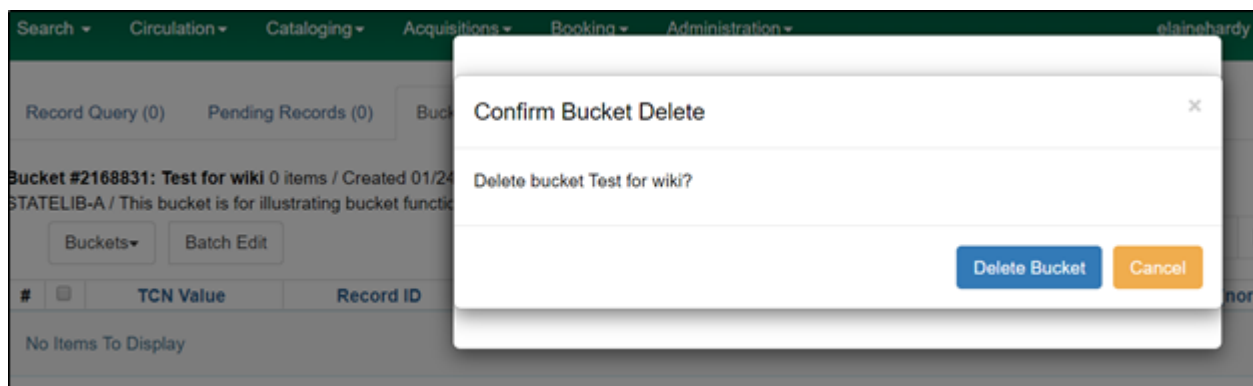 Search Circulation Cataloging Acquisitions Booking Administration elainehardy
Record Query (0) Pending Records (0) Buck
Confirm Bucket Delete ×
Bucket #2168831: Test for wiki 0 items / Created 01/24
Delete bucket Test for wiki?
STATELIB-A / This bucket is for illustrating bucket functic
Buckets Batch Edit
Delete Bucket Cancel
# TCN Value Record ID
No Items To Display